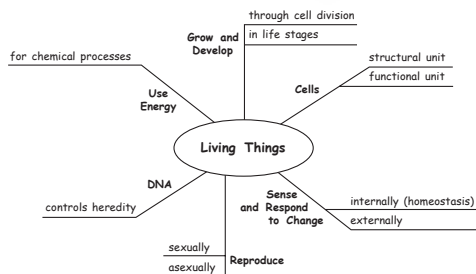 through cell division
Grow and
Develop
in life stages
for chemical processes
structural unit
functional unit
Use
Energy
Cells
Living Things
DNA
controls heredity
Sense
and Respond
to Change
internally (homeostasis)
externally
sexually
asexually
Reproduce